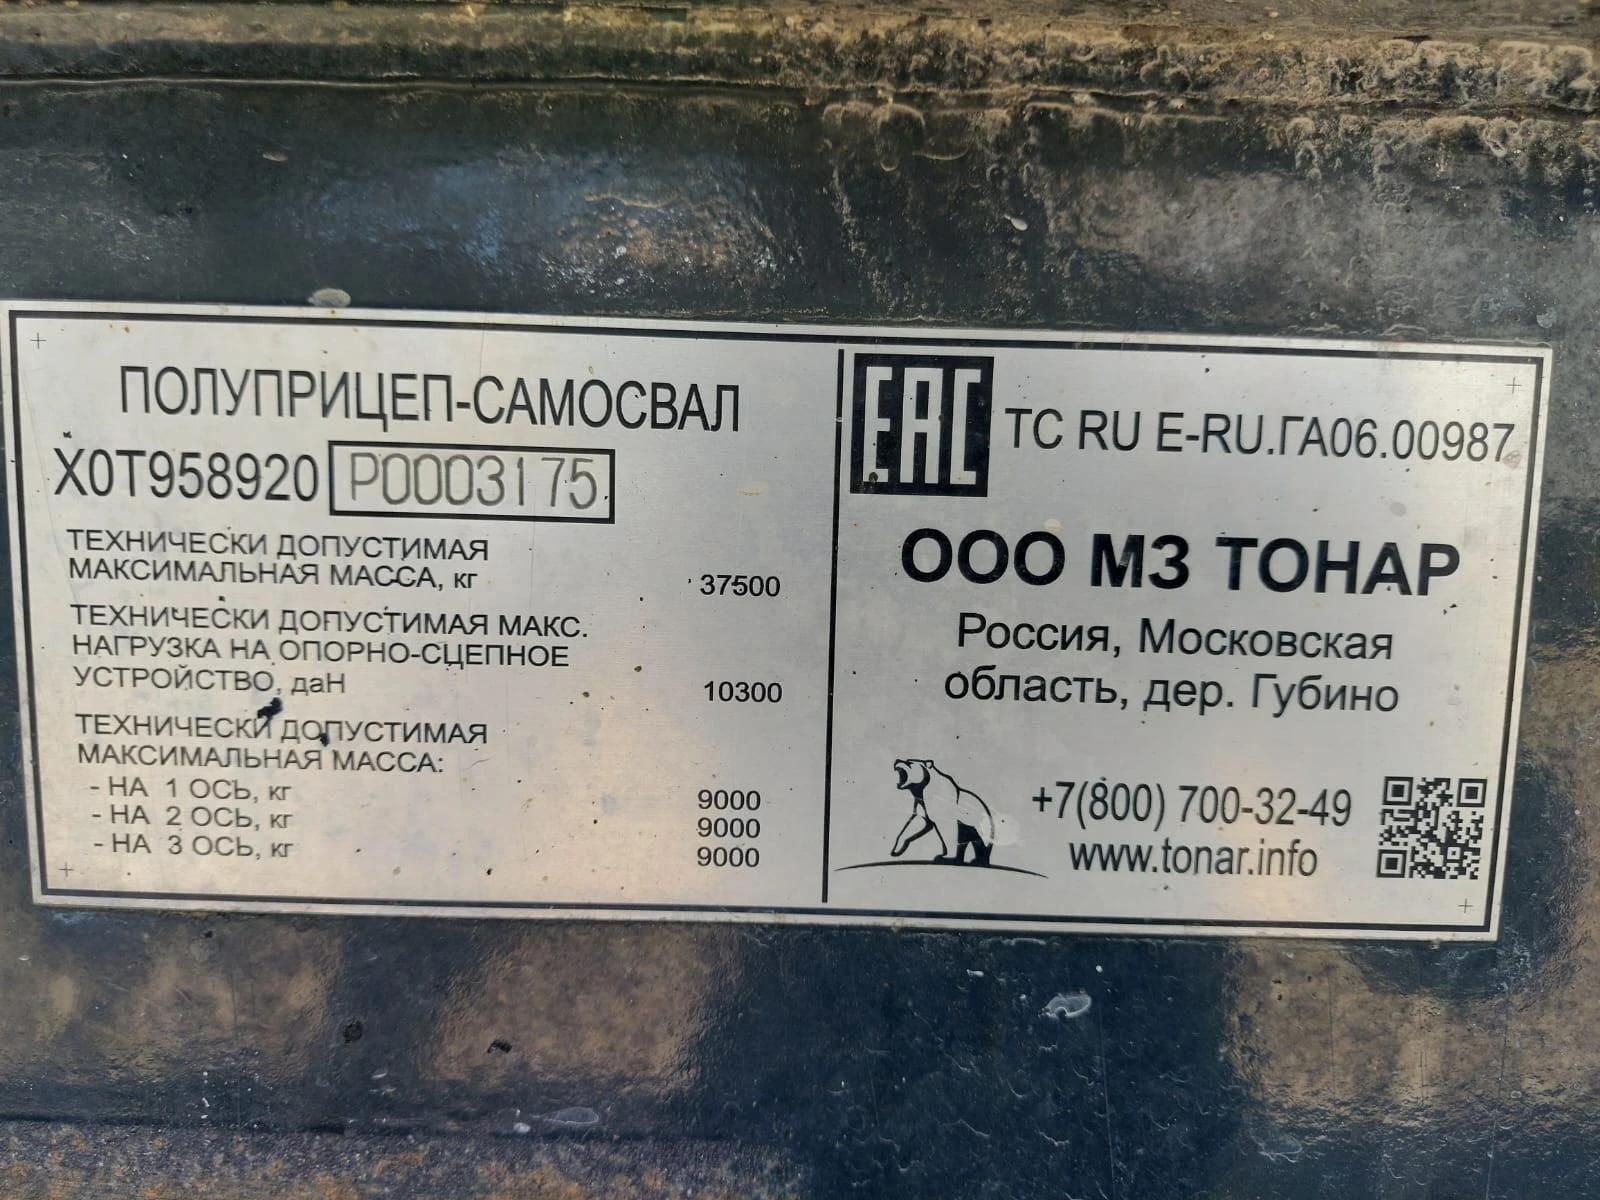 ПОЛУПРИЦЕП-САМОСВАЛ
X0T958920 P0003175
ТЕХНИЧЕСКИ ДОПУСТИМАЯ
МАКСИМАЛЬНАЯ МАССА, кг 37500
ТЕХНИЧЕСКИ ДОПУСТИМАЯ МАКС.
НАГРУЗКА НА ОПОРНО-СЦЕПНОЕ
УСТРОЙСТВО, даН 10300
ТЕХНИЧЕСКИ ДОПУСТИМАЯ
МАКСИМАЛЬНАЯ МАССА:
- НА 1 ОСЬ, кг 9000
- НА 2 ОСЬ, кг 9000
- НА 3 ОСЬ, кг 9000
EAC ТС RU E-RU.ГА06.00987
ООО МЗ ТОНАР
Россия, Московская
область, дер. Губино
+7(800) 700-32-49
www.tonar.info